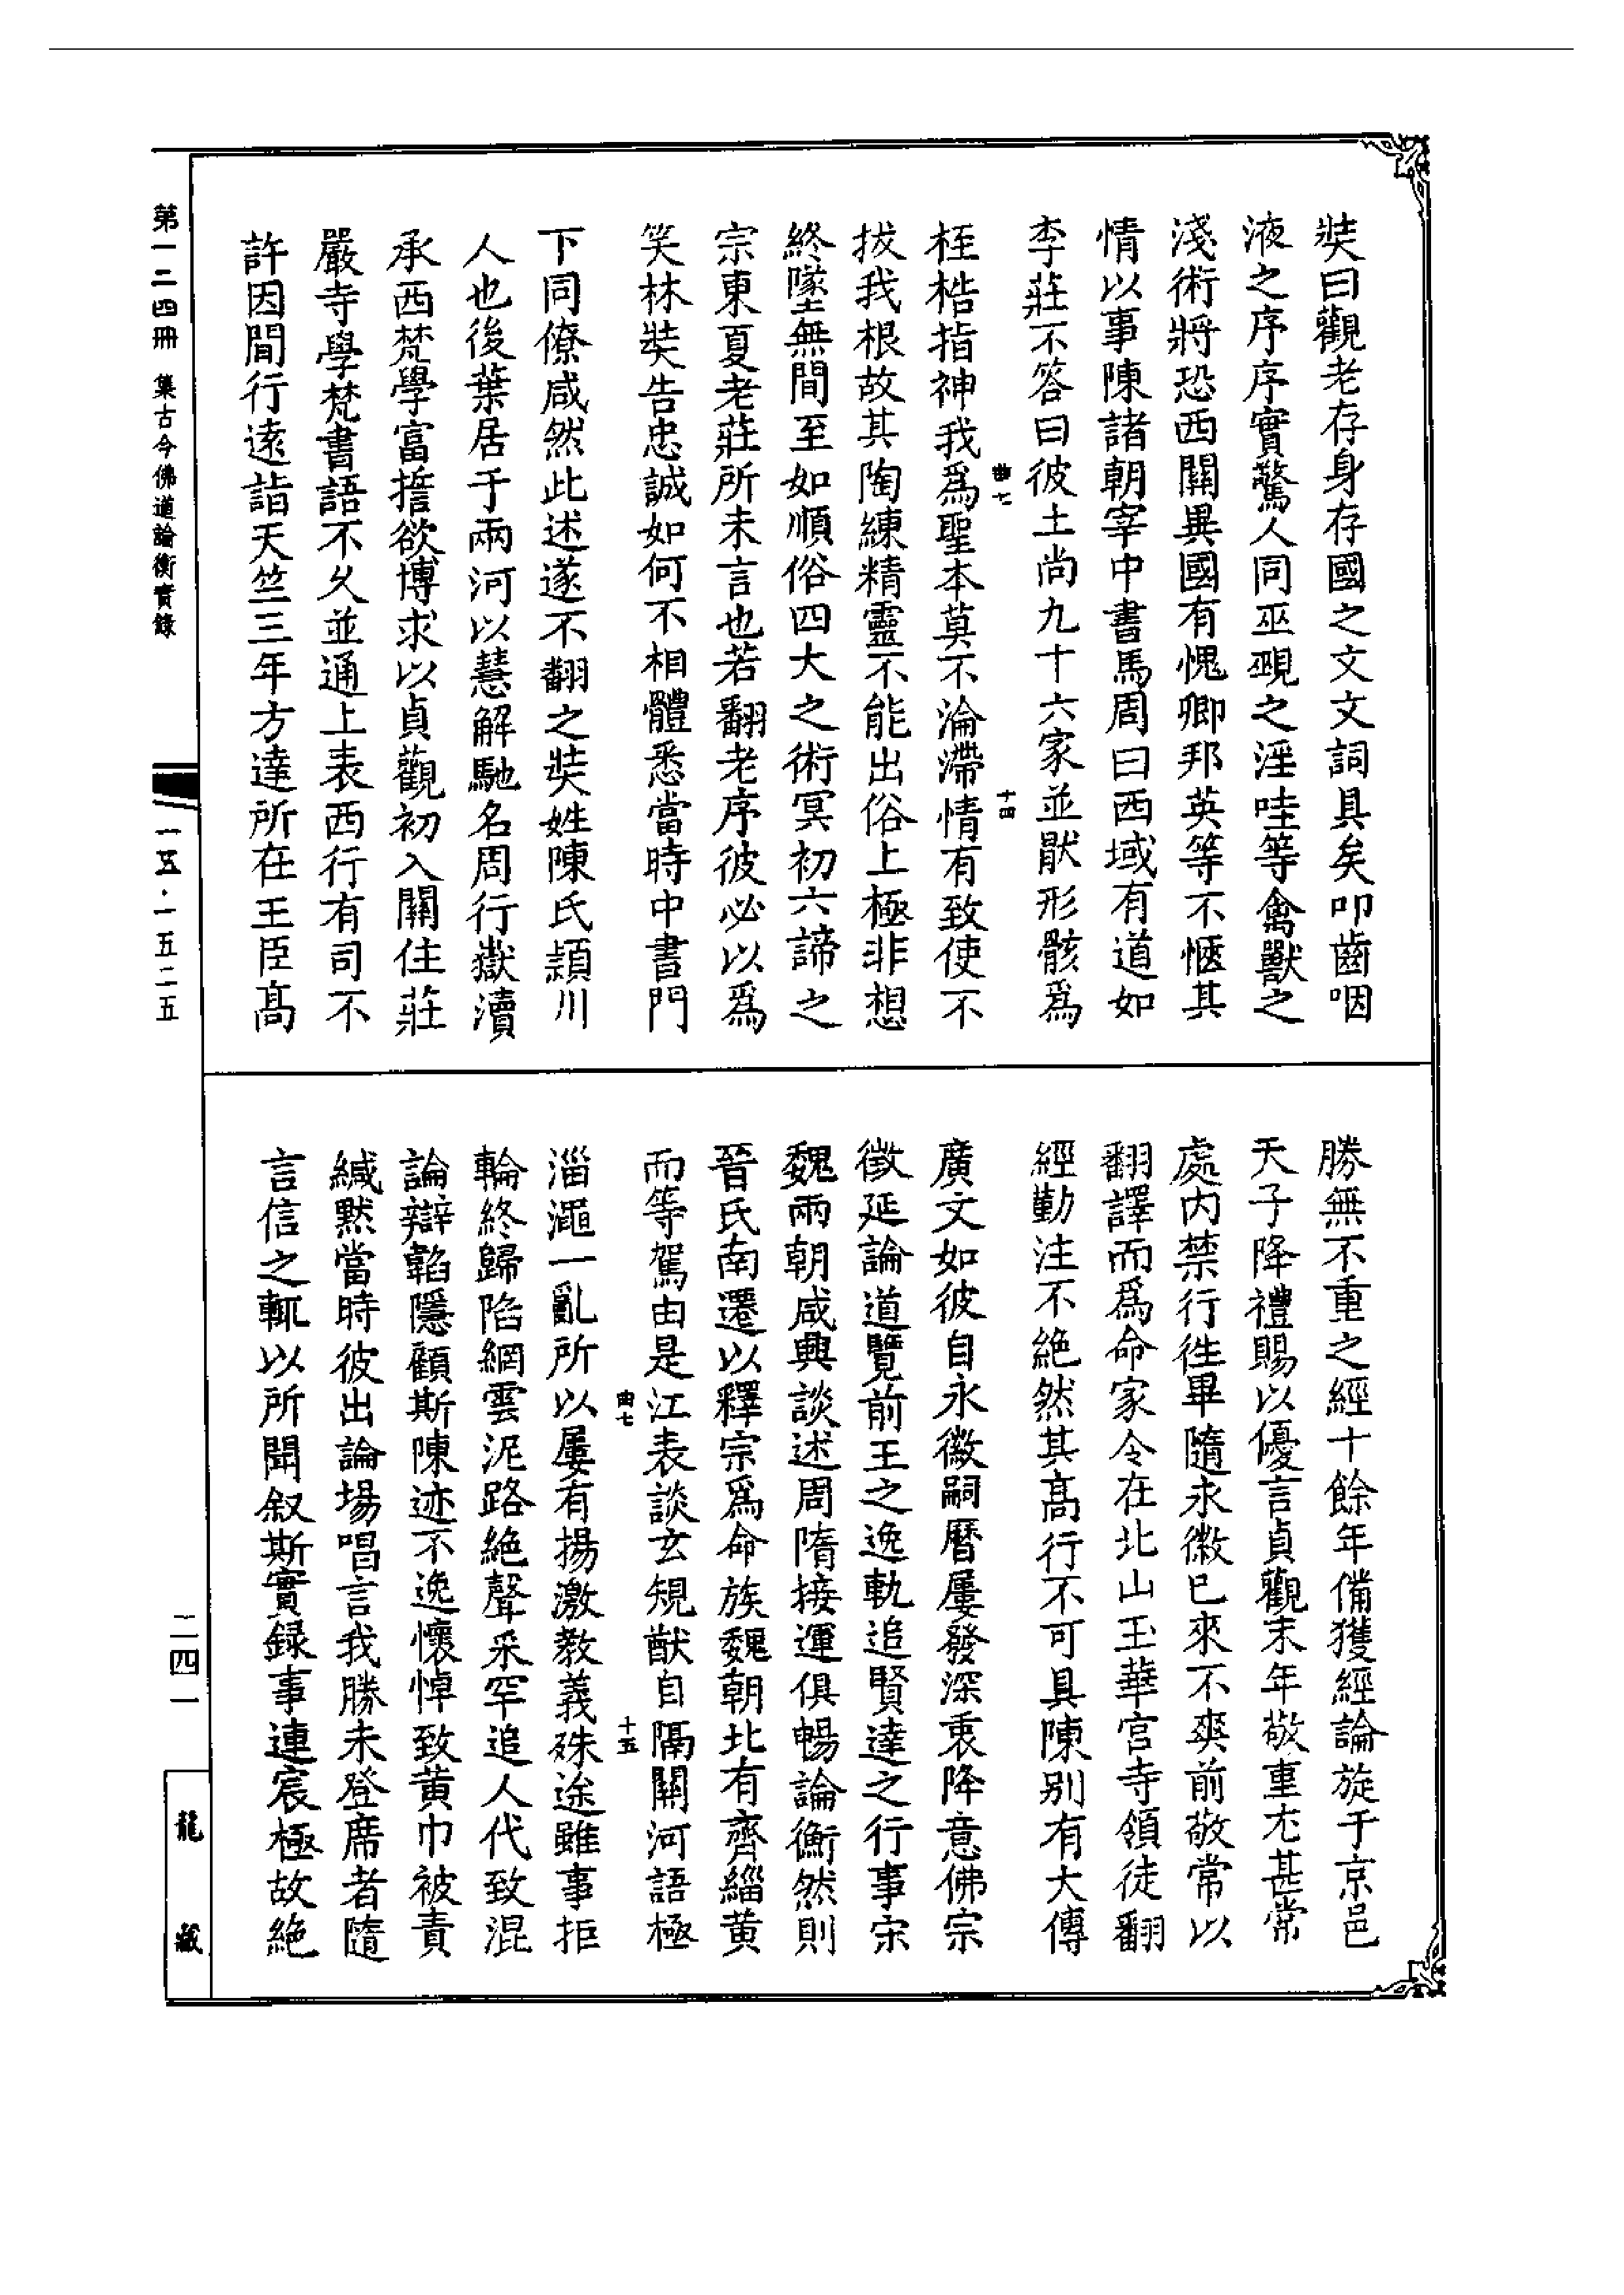 奘曰觀老存身存國之文文詞具矣叩齒咽
液之序序實驚人同巫覡之淫哇等禽獸之
淺術將恐西關異國有愧卿邦英等不愜其
情以事陳諸朝宰中書馬周曰西域有道如
李莊不答曰彼土尚九十六家並猒形骸爲
曲七
十四
桎梏指神我爲聖本莫不淪滯情有致使不
拔我根故其陶練精靈不能出俗上極非想
終墜無間至如順俗四大之術冥初六諦之
宗東夏老莊所未言也若翻老序彼必以爲
笑林奘告忠誠如何不相體悉當時中書門
下同僚咸然此述遂不翻之奘姓陳氏潁川
人也後葉居于兩河以慧解馳名周行嶽瀆
承西梵學富擔欲博求以貞觀初入關住莊
嚴寺學梵書語不久並通上表西行有司不
許因間行遠詣天竺三年方達所在王臣高
勝無不重之經十餘年備獲經論旋于京邑
天子降禮賜以優言貞觀末年敬重尤甚常
處内禁行往畢隨永徽已來不爽前敬常以
翻譯而爲命家今在北山玉華宮寺領徒翻
經勤注不絕然其高行不可具陳别有大傳
廣文如彼自永徽嗣曆屢發深衷降意佛宗
徵延論道覽前王之逸軌追賢達之行事宋
魏兩朝咸興談述周隋接運俱暢論衡然則
晉氏南遷以釋宗爲命族魏朝北有齊緇黄
而等駕由是江表談玄規猷自隔關河語極
曲七
十五
淄澠一亂所以屢有揚激教義殊途雖事拒
輪終歸陷網雲泥路絕聲采罕追人代致混
論辯韜隱顧斯陳迹不逸懷悼致黄巾被責
緘默當時彼出論場唱言我勝未登席者隨
言信之輒以所聞叙斯實録事連宸極故絕
第一二四冊 集古今佛道論衡實錄
一五·一五二五
二四一
龍藏